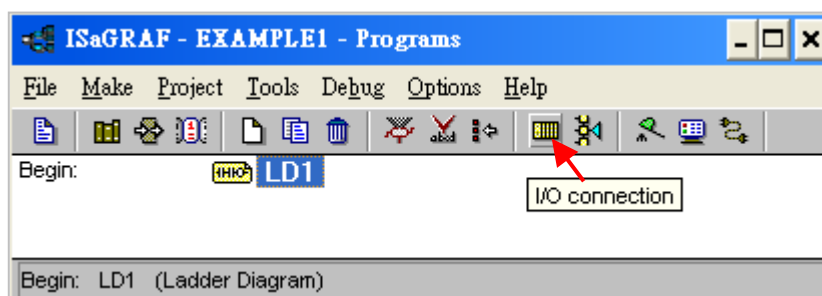 ISaGRAF - EXAMPLE1 - Programs
File Make Project Tools Debug Options Help
Begin: LD1
I/O connection
Begin: LD1 (Ladder Diagram)